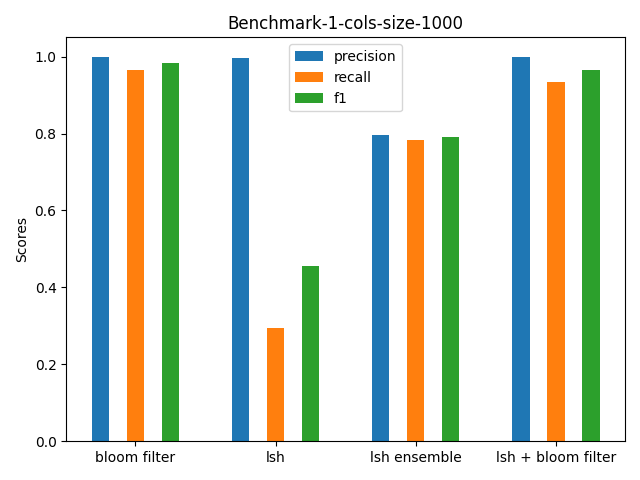 Benchmark-1-cols-size-1000
precision
recall
f1
Scores
1.0
0.8
0.6
0.4
0.2
0.0
bloom filter
lsh
lsh ensemble
lsh + bloom filter